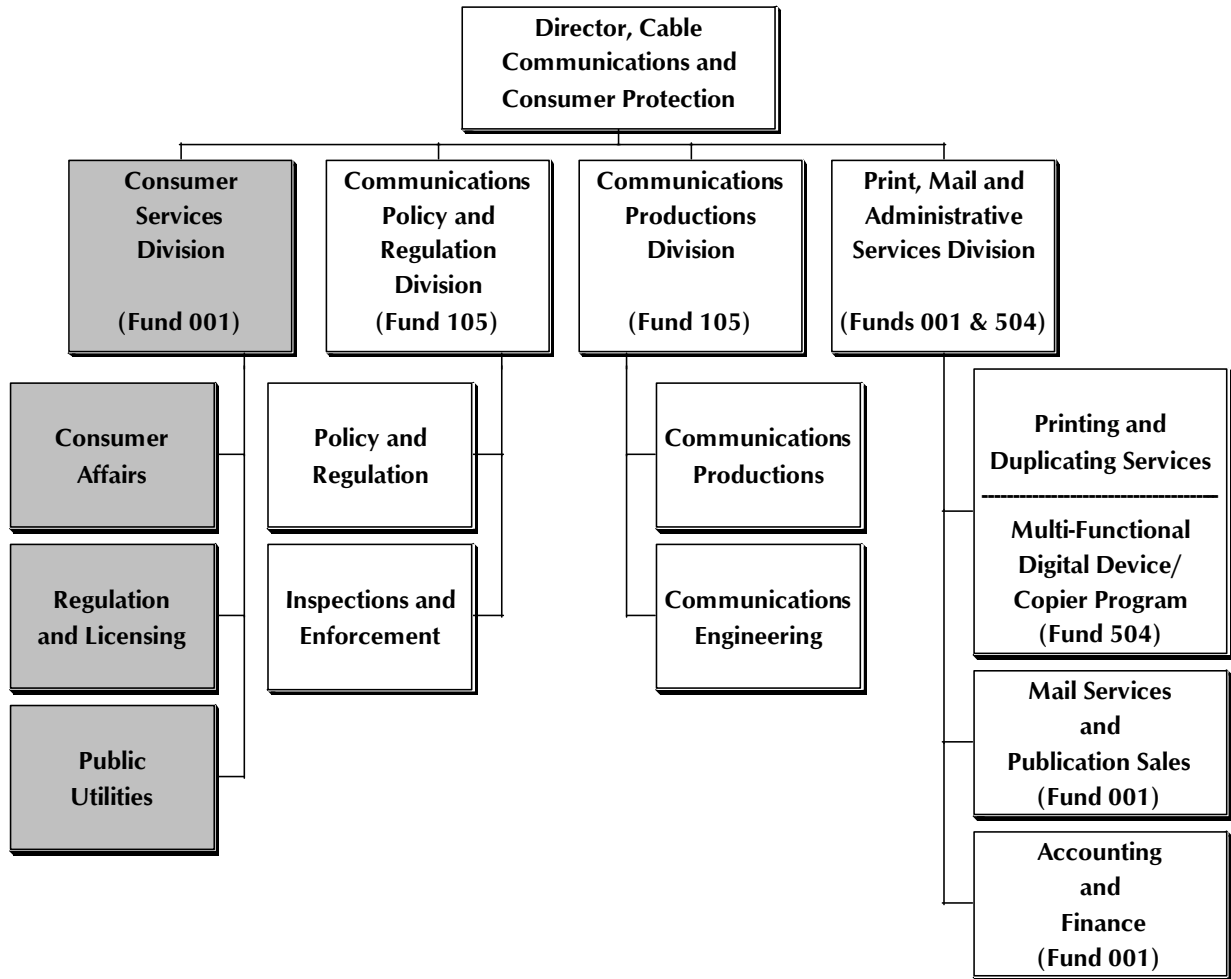 Director, Cable
Communications and
Consumer Protection
Consumer
Services
Division
(Fund 001)
Communications
Policy and
Regulation
Division
(Fund 105)
Communications
Productions
Division
(Fund 105)
Print, Mail and
Administrative
Services Division
(Funds 001 & 504)
Consumer
Affairs
Regulation
and Licensing
Public
Utilities
Policy and
Regulation
Inspections and
Enforcement
Communications
Productions
Communications
Engineering
Printing and
Duplicating Services
Multi-Functional
Digital Device/
Copier Program
(Fund 504)
Mail Services
and
Publication Sales
(Fund 001)
Accounting
and
Finance
(Fund 001)